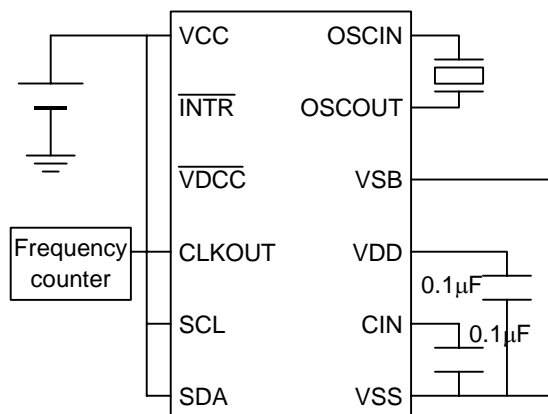 VCC OSCIN
INTR OSCOUT
VDCC VSB
Frequency
counter
CLKOUT VDD
0.1μF
SCL CIN
0.1μF
SDA VSS